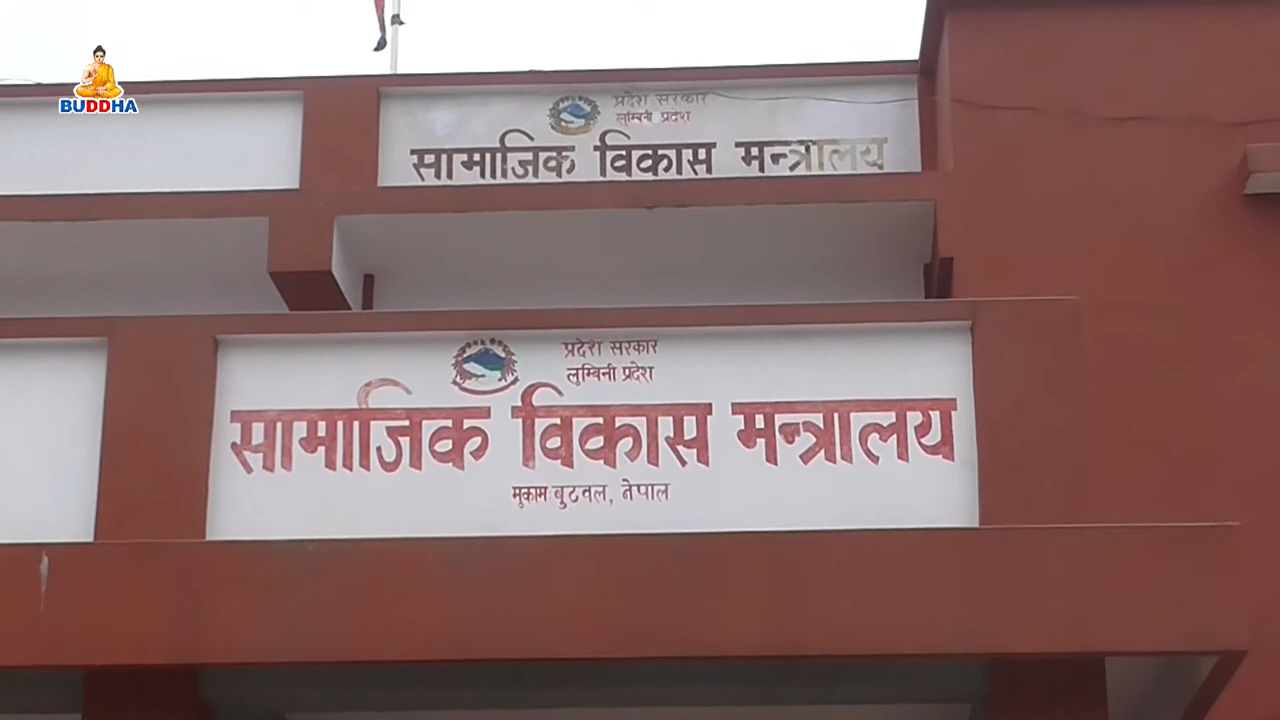 BUDDHA
प्रदेश सरकार
लुम्बिनी प्रदेश
सामाजिक विकास मन्त्रालय
प्रदेश सरकार
लुम्बिनी प्रदेश
सामाजिक विकास मन्त्रालय
मुकाम बुटवल, नेपाल